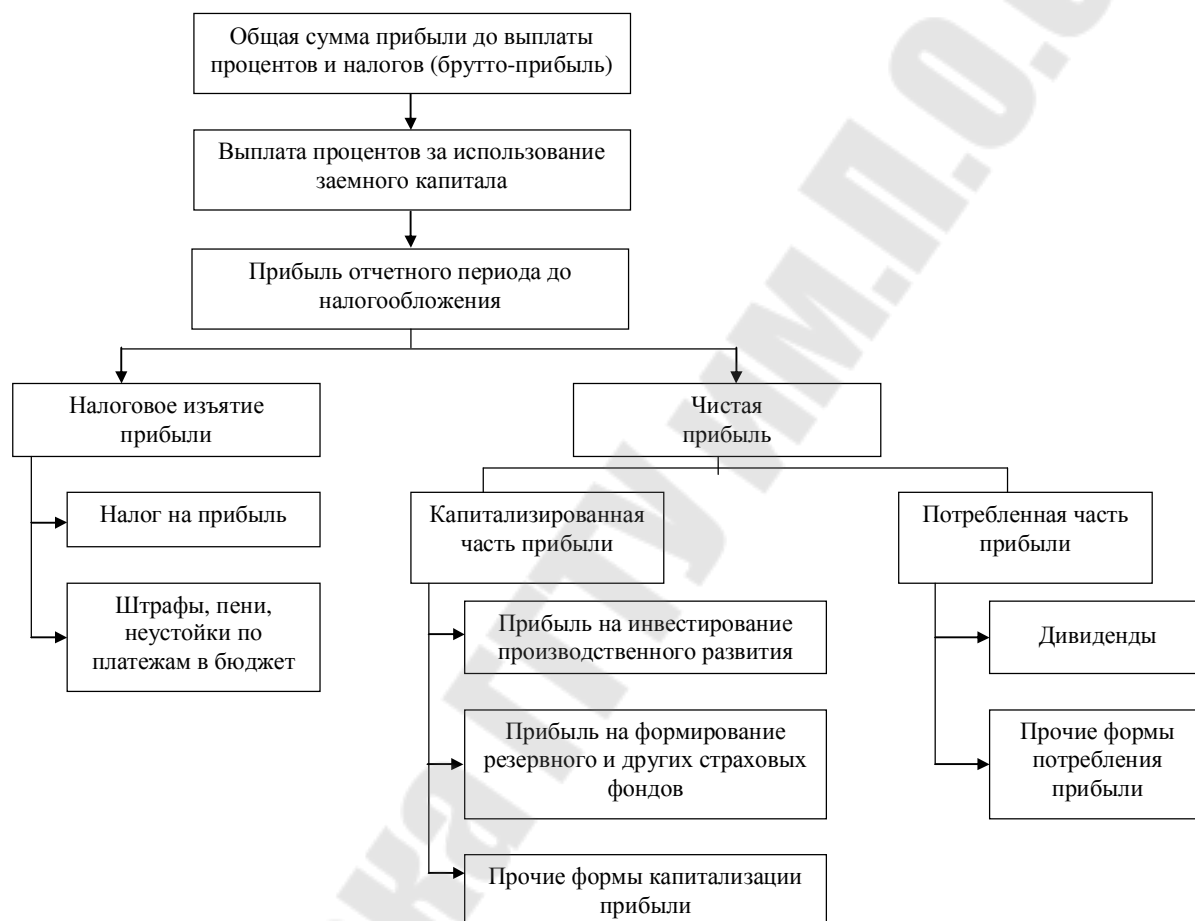 Общая сумма прибыли до выплаты
процентов и налогов (брутто-прибыль)
Выплата процентов за использование
заемного капитала
Прибыль отчетного периода до
налогообложения
Налоговое изъятие
прибыли
Чистая
прибыль
Налог на прибыль
Штрафы, пени,
неустойки по
платежам в бюджет
Капитализированная
часть прибыли
Потребленная часть
прибыли
Прибыль на инвестирование
производственного развития
Прибыль на формирование
резервного и других страховых
фондов
Прочие формы капитализации
прибыли
Дивиденды
Прочие формы
потребления
прибыли
ГГТУ им.П.О.